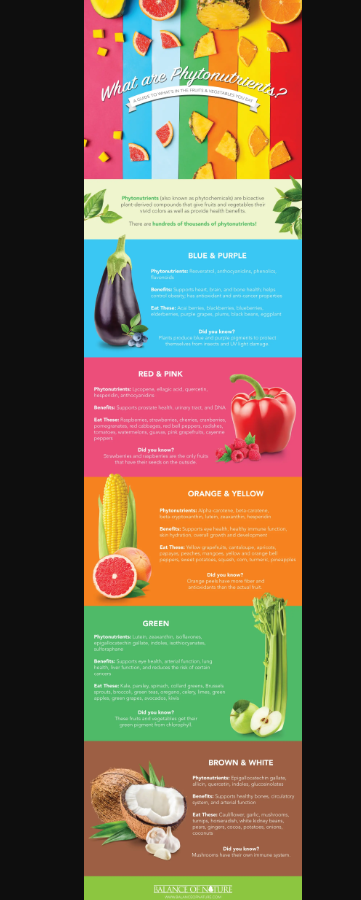 What are Phytonutrients?
A GUIDE TO WHAT'S IN THE FRUITS & VEGETABLES YOU EAT
Phytonutrients (also known as phytochemicals) are bioactive
plant-derived compounds that give fruits and vegetables their
vivid colors as well as provide health benefits.
There are hundreds of thousands of phytonutrients!
BLUE & PURPLE
Phytonutrients: Resveratrol, anthocyanidins, phenolics,
flavonoids
Benefits: Supports heart, brain, and bone health, helps
control obesity, has antioxidant and anti-cancer properties
Eat These: blackberries,
elderberries, purple grapes, plums, black beans, eggplant
Did you know?
Plants produce blue and purple pigments to protect
themselves from insects and UV light damage.
RED & PINK
Phytonutrients: Lycopene, ellagic acid, quercetin,
hesperidin, anthocyanidins
Benefits: Supports prostate health, urinary tract, and DNA
Eat These: Raspberries, strawberries, cherries, cranberries,
pomegranates, red cabbages, red bell peppers, radishes,
tomatoes, watermelons, guavas, pink grapefruits, cayenne
peppers
Did you know?
Strawberries and raspberries are the only fruits
that have their seeds on the outside.
ORANGE & YELLOW
Phytonutrients: Alpha-carotene, beta-carotene,
beta cryptoxanthin, lutein, zeaxanthin, hesperidin
Benefits: Supports eye health, healthy immune function,
skin hydration, overall growth and development
Eat These: Yellow grapefruits, cantaloupe, apricots,
papayas, peaches, mangoes, yellow and orange bell
peppers, sweet potatoes, squash, corn, turmeric, pineapples
Did you know?
Orange peels have more fiber and
antioxidants than the actual fruit.
GREEN
Phytonutrients: Lutein, zeaxanthin, isoflavones,
epigallocatechin gallate, indoles, isothiocyanates,
sulforaphane
Benefits: Supports eye health, arterial function, lung
health, liver function, and reduces the risk of certain
cancers
Eat These: Kale, parsley, spinach, collard greens, Brussels
sprouts, broccoli, green teas, oregano, celery, limes, green
apples, green grapes, avocados, kiwis
Did you know?
These fruits and vegetables get their
green pigment from chlorophyll.
BROWN & WHITE
Phytonutrients: Epigallocatechin gallate,
allicin, quercetin, indoles, glucosinolates
Benefits: Supports healthy bones, circulatory
system, and arterial function
Eat These: Cauliflower, garlic, mushrooms,
turnips, horseradish, white kidney beans,
pears, gingers, cocoa, potatoes, onions,
coconuts
Did you know?
Mushrooms have their own immune system.
BALANCE OF NATURE
WWW.BALANCEOFNATURE.COM